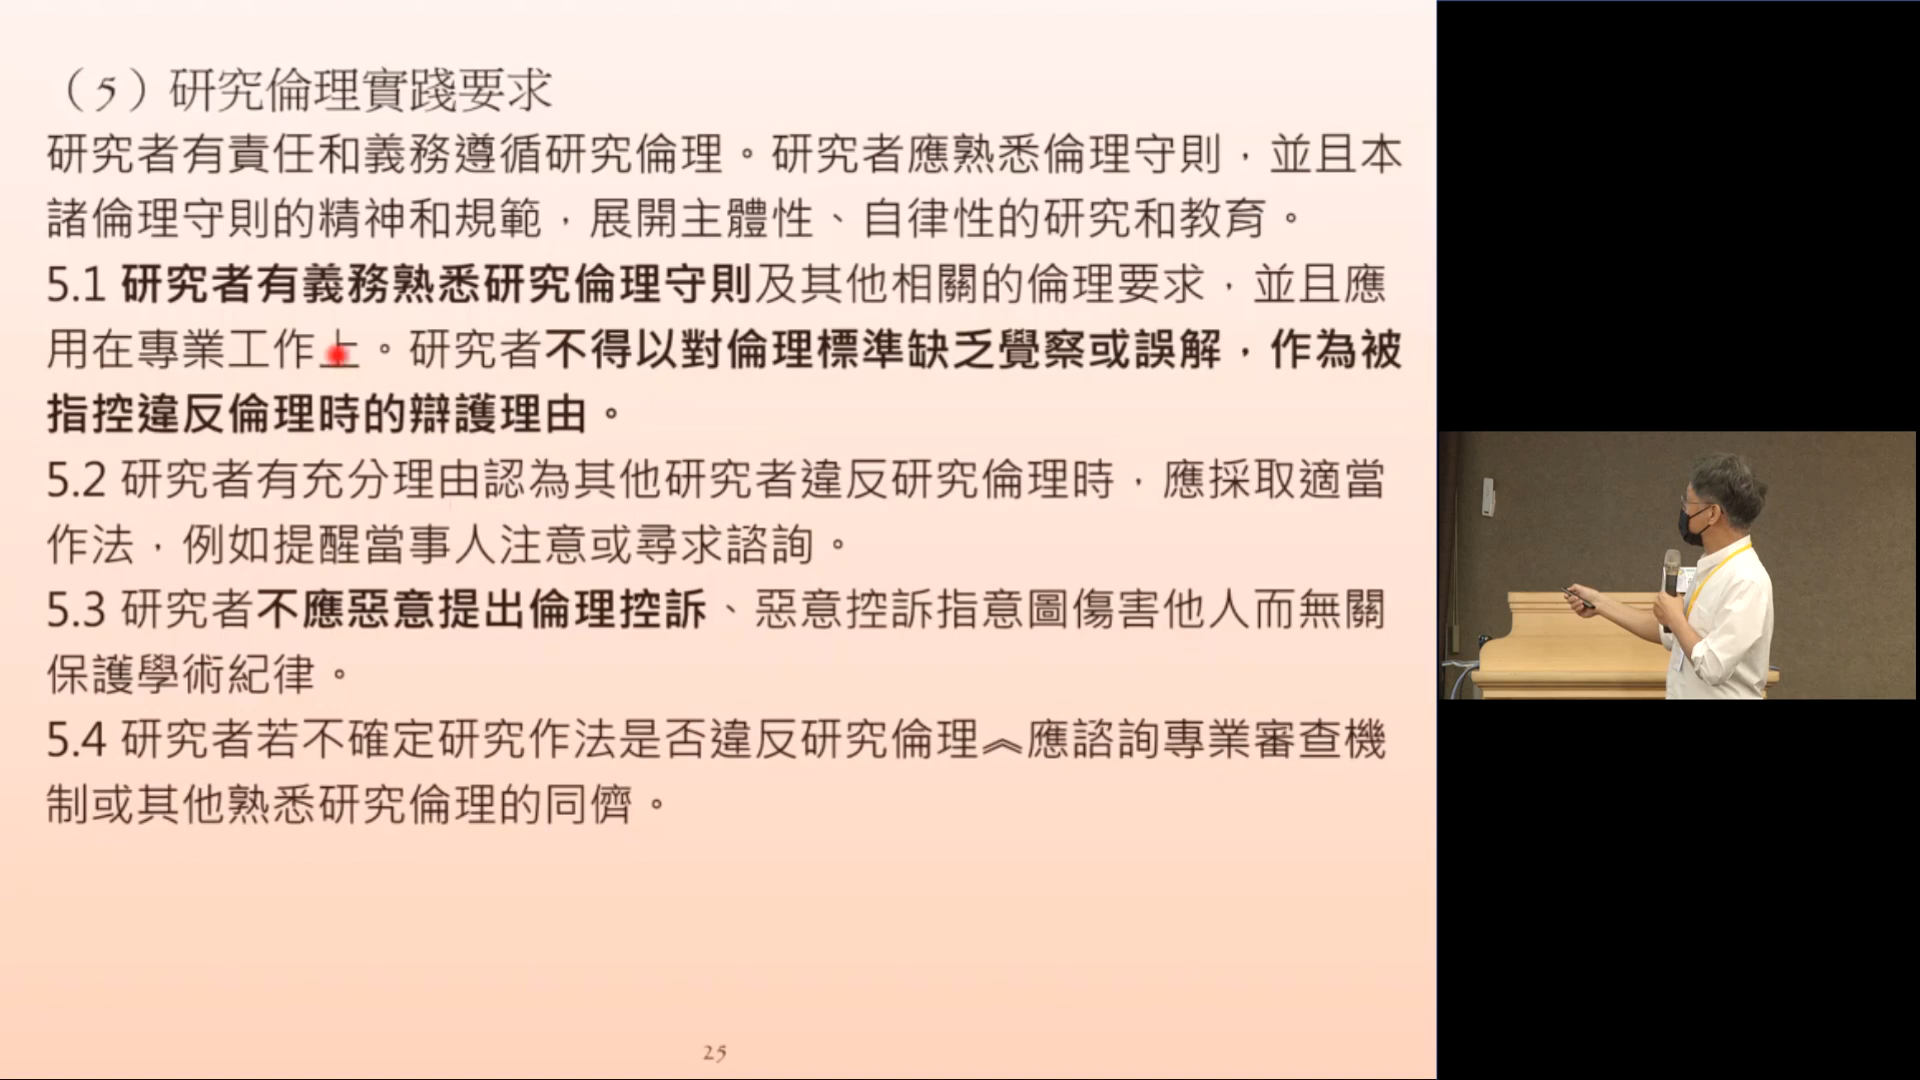 （5）研究倫理實踐要求
研究者有責任和義務遵循研究倫理。研究者應熟悉倫理守則，並且本
諸倫理守則的精神和規範，展開主體性、自律性的研究和教育。
5.1 研究者有義務熟悉研究倫理守則及其他相關的倫理要求，並且應
用在專業工作上。研究者不得以對倫理標準缺乏覺察或誤解，作為被
指控違反倫理時的辯護理由。
5.2 研究者有充分理由認為其他研究者違反研究倫理時，應採取適當
作法，例如提醒當事人注意或尋求諮詢。
5.3 研究者不應惡意提出倫理控訴、惡意控訴指意圖傷害他人而無關
保護學術紀律。
5.4 研究者若不確定研究作法是否違反研究倫理︽應諮詢專業審查機
制或其他熟悉研究倫理的同儕。
25